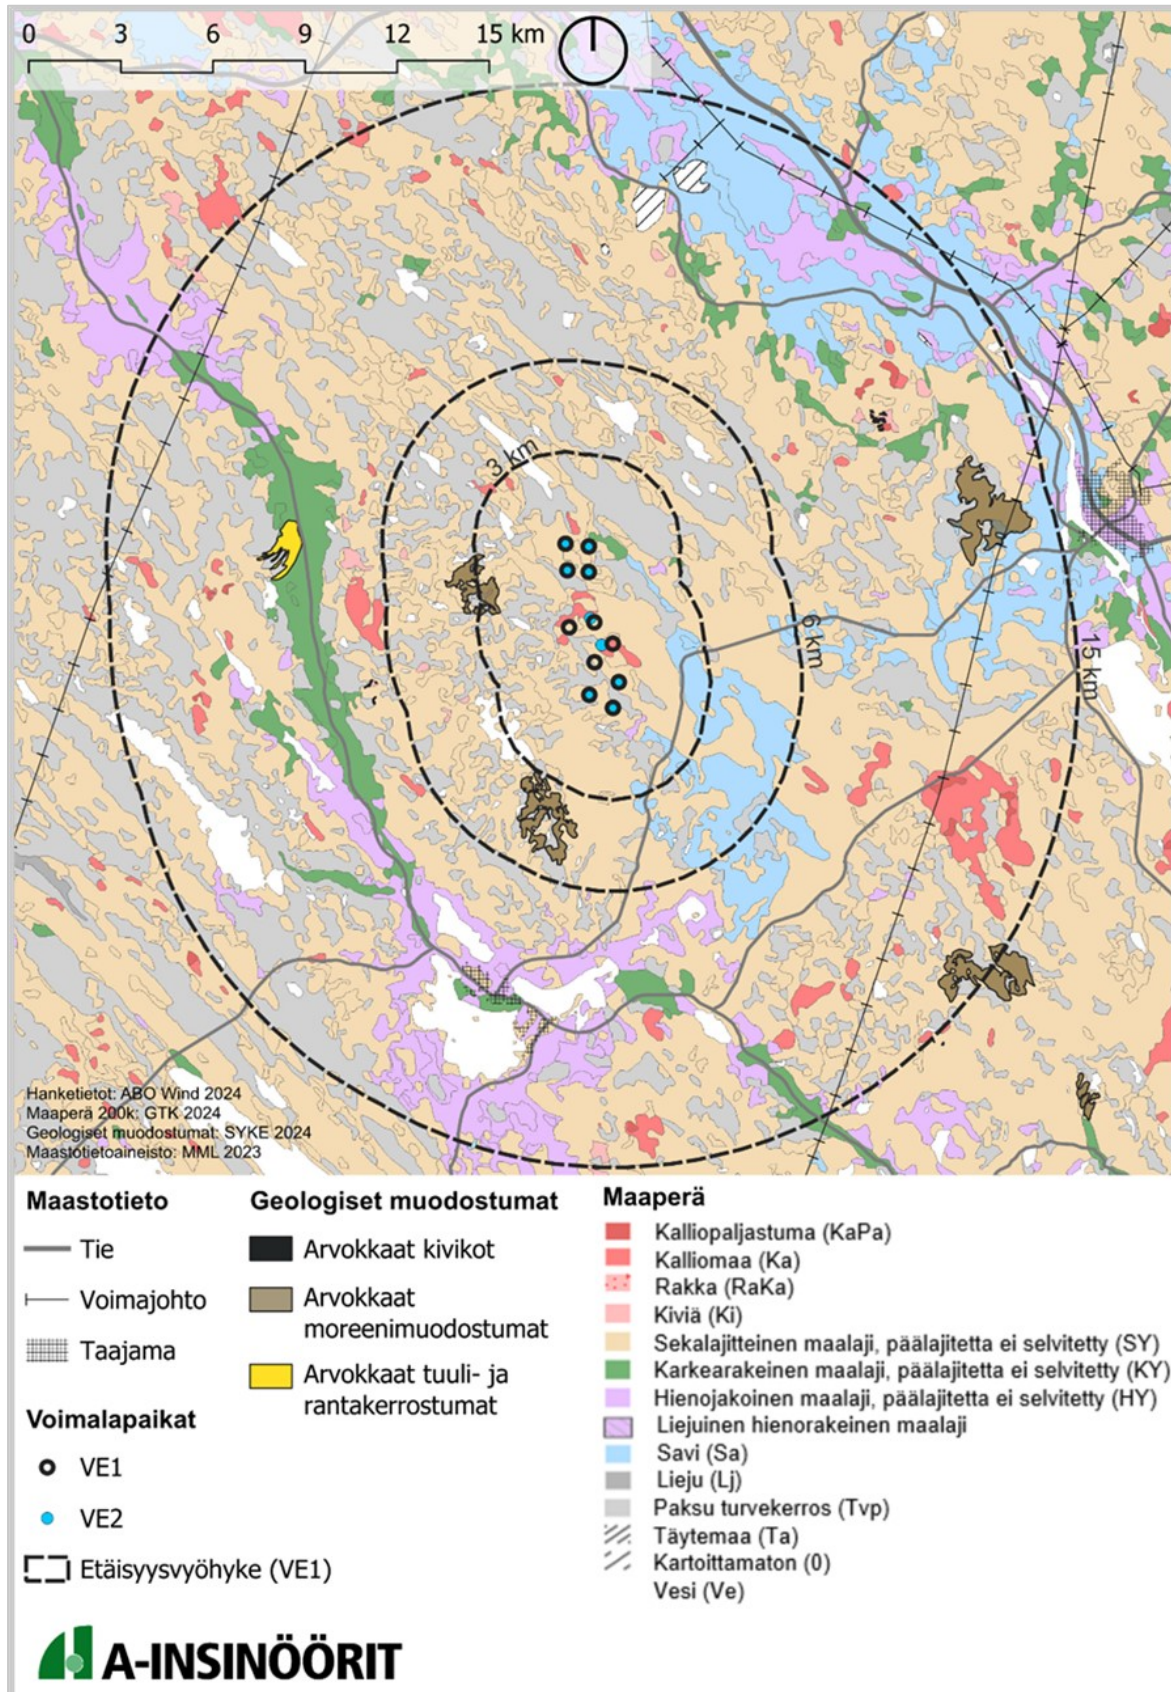 0 3 6 9 12 15 km
3 km
6 km
15 km
Hanketiedot: ABO Wind 2024
Maaperä 200k: GTK 2024
Geologiset muodostumat: SYKE 2024
Maastotietoaineisto: MML 2023
Maastotieto
Tie
Voimajohto
Taajama
Voimalapaikat
VE1
VE2
Etäisyysvyöhyke (VE1)
Geologiset muodostumat
Arvokkaat kivikot
Arvokkaat
moreenimuodostumat
Arvokkaat tuuli- ja
rantakerrostumat
Maaperä
Kalliopaljastuma (KaPa)
Kalliomaa (Ka)
Rakka (RaKa)
Kiviä (Ki)
Sekalajitteinen maalaji, päälajitetta ei selvitetty (SY)
Karkearakeinen maalaji, päälajitetta ei selvitetty (KY)
Hienojakoinen maalaji, päälajitetta ei selvitetty (HY)
Liejuinen hienorakeinen maalaji
Savi (Sa)
Lieju (Lj)
Paksu turvekerros (Tvp)
Täytemaa (Ta)
Kartoittamaton (0)
Vesi (Ve)
A-INSINÖÖRIT